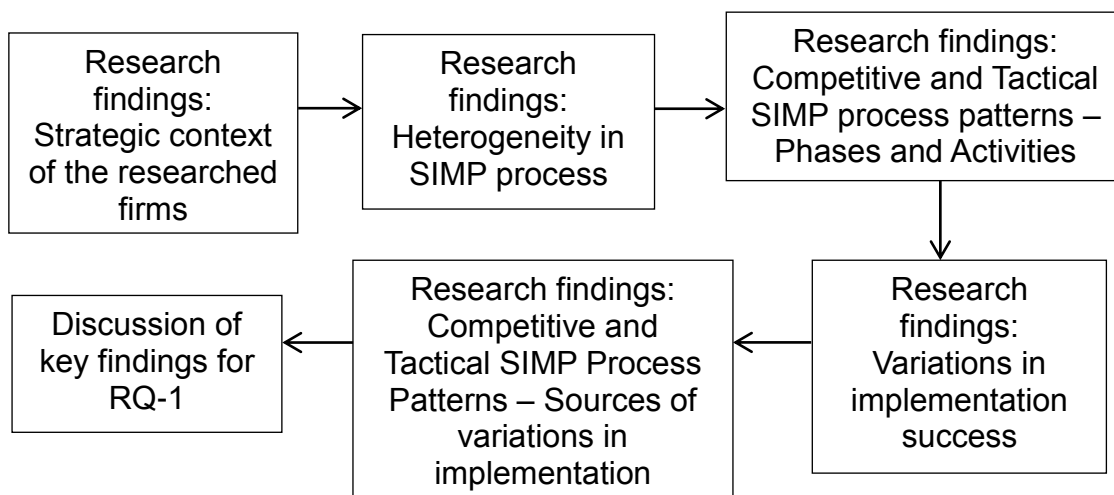 Research
findings:
Strategic context
of the researched
firms
Research
findings:
Heterogeneity in
SIMP process
Research findings:
Competitive and Tactical
SIMP process patterns –
Phases and Activities
Research
findings:
Variations in
implementation
success
Research findings:
Competitive and
Tactical SIMP Process
Patterns – Sources of
variations in
implementation
Discussion of
key findings for
RQ-1